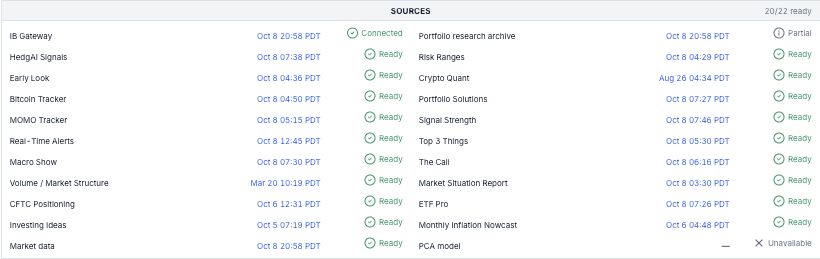 SOURCES 20/22 ready
IB Gateway Oct 8 20:58 PDT Connected Portfolio research archive Oct 8 20:58 PDT Partial
HedgAI Signals Oct 8 07:38 PDT Ready Risk Ranges Oct 8 04:29 PDT Ready
Early Look Oct 8 04:36 PDT Ready Crypto Quant Aug 26 04:34 PDT Ready
Bitcoin Tracker Oct 8 04:50 PDT Ready Portfolio Solutions Oct 8 07:27 PDT Ready
MOMO Tracker Oct 8 05:15 PDT Ready Signal Strength Oct 8 07:46 PDT Ready
Real-Time Alerts Oct 8 12:45 PDT Ready Top 3 Things Oct 8 05:30 PDT Ready
Macro Show Oct 8 07:30 PDT Ready The Call Oct 8 06:16 PDT Ready
Volume / Market Structure Mar 20 10:19 PDT Ready Market Situation Report Oct 8 03:30 PDT Ready
CFTC Positioning Oct 6 12:31 PDT Ready ETF Pro Oct 8 07:26 PDT Ready
Investing Ideas Oct 5 07:19 PDT Ready Monthly Inflation Nowcast Oct 6 04:48 PDT Ready
Market data Oct 8 20:58 PDT Ready PCA model — Unavailable